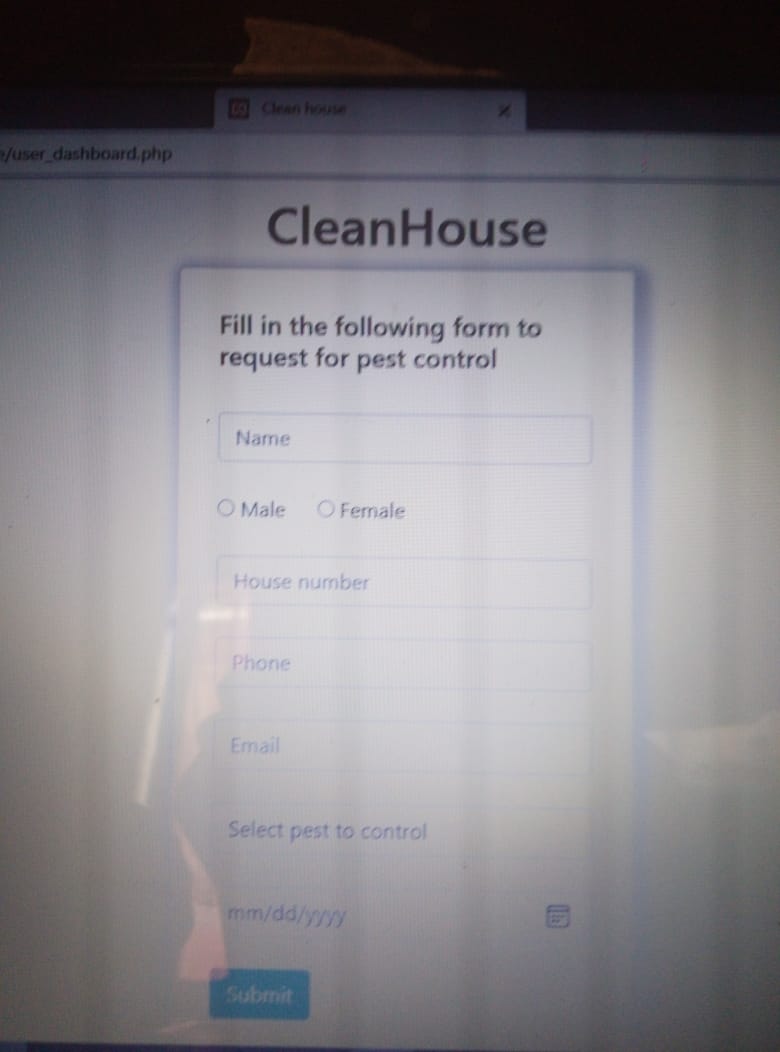 Clean house
e/user_dashboard.php
CleanHouse
Fill in the following form to
request for pest control
Name
Male Female
House number
Phone
Email
Select pest to control
mm/dd/yyyy
Submit